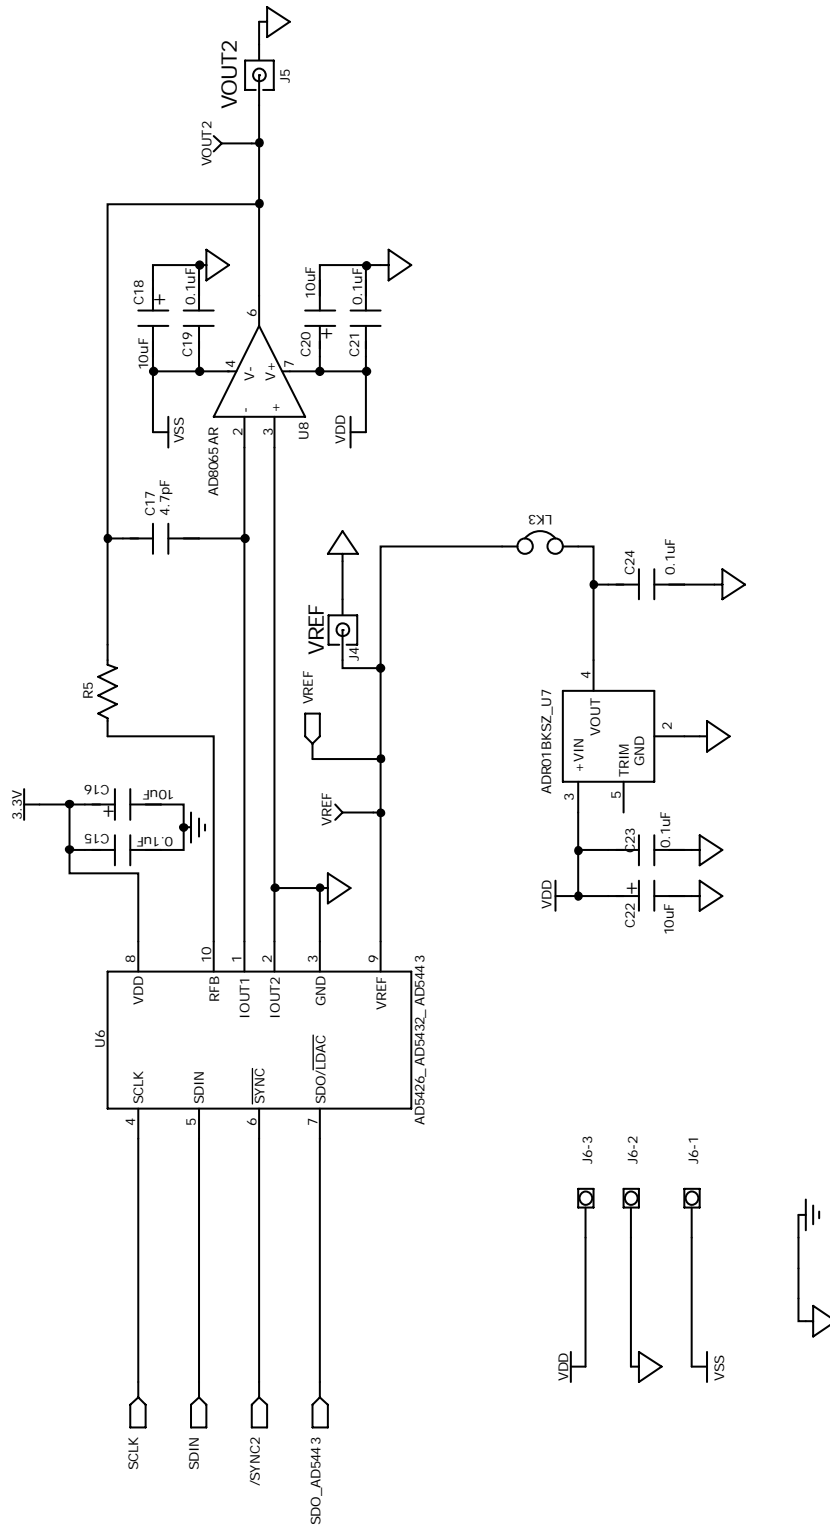 VOUT2
J5
VOUT2
C18
10uF
0.1uF
C19
10uF
0.1uF
C20
C21
6
4
7
V-
V+
-
+
2
3
U8
AD8065AR
VSS
VDD
C17
4.7pF
LK3
C24
0.1uF
VREF
J4
VREF
VREF
R5
3.3V
C16
10uF
C15
0.1uF
ADR01BKSZ_U7
+VIN
VOUT
TRIM
GND
4
2
3
5
C23
0.1uF
VDD
C22
10uF
8
10
1
2
3
9
VDD
RFB
IOUT1
IOUT2
GND
VREF
U6
SCLK
SDIN
SYNC
SDO/LDAC
AD5426_AD5432_AD5443
4
5
6
7
J6-3
J6-2
J6-1
VDD
VSS
SCLK
SDIN
/SYNC2
SDO_AD5443
+
+
+
+